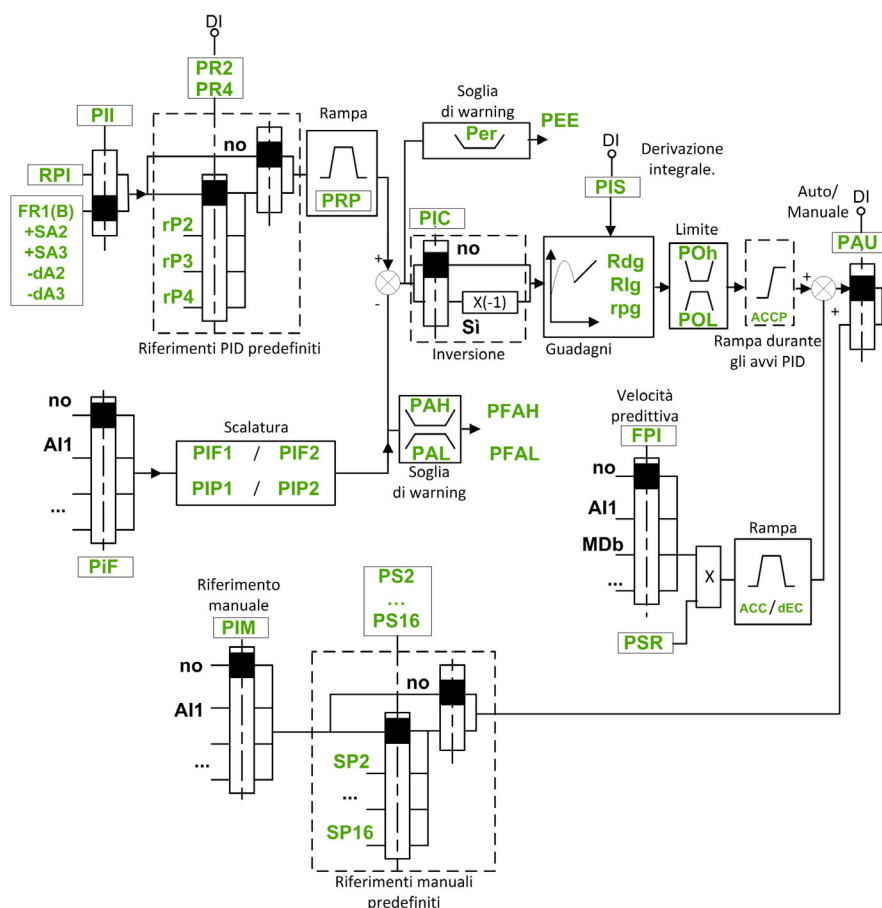 DI
PR2
PR4
PII
RPI
FR1(B)
+SA2
+SA3
-dA2
-dA3
no
rP2
rP3
rP4
Riferimenti PID predefiniti
Rampa
PRP
+
-
Soglia
di warning
Per
PEE
PIC
no
X(-1)
Sì
Inversione
DI
Derivazione
integrale.
PIS
Rdg
RIg
rpg
Guadagni
Limite
POh
POL
ACCP
Rampa durante
gli avvi PID
+
+
Auto/
Manuale
DI
PAU
no
AI1
...
PiF
Scalatura
PIF1 / PIF2
PIP1 / PIP2
PAH
PAL
Soglia
di warning
PFAH
PFAL
Velocità
predittiva
FPI
no
AI1
MDb
...
PSR
X
Rampa
ACC/dEC
Riferimento
manuale
PIM
no
AI1
...
PS2
...
PS16
no
SP2
...
SP16
Riferimenti manuali
predefiniti